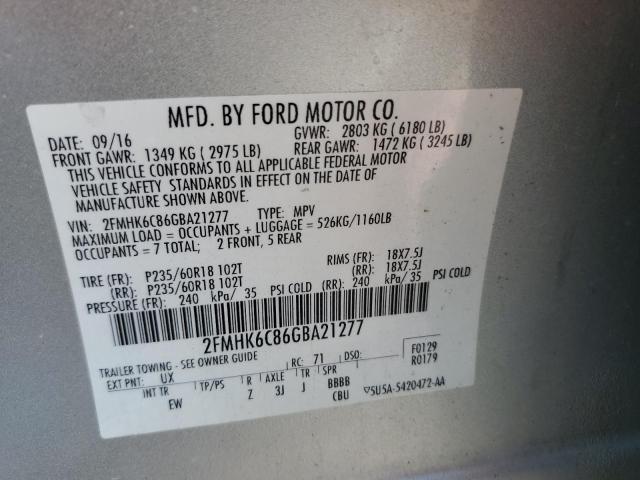 MFD. BY FORD MOTOR CO.
DATE: 09/16 GVWR: 2803 KG ( 6180 LB)
FRONT GAWR: 1349 KG ( 2975 LB) REAR GAWR: 1472 KG ( 3245 LB)
THIS VEHICLE CONFORMS TO ALL APPLICABLE FEDERAL MOTOR
VEHICLE SAFETY STANDARDS IN EFFECT ON THE DATE OF
MANUFACTURE SHOWN ABOVE.
VIN: 2FMHK6C86GBA21277 TYPE: MPV
MAXIMUM LOAD = OCCUPANTS + LUGGAGE = 526KG/1160LB
OCCUPANTS = 7 TOTAL; 2 FRONT, 5 REAR
TIRE (FR): P235/60R18 102T RIMS (FR): 18X7.5J
(RR): P235/60R18 102T (RR): 18X7.5J
PRESSURE (FR): 240 kPa/ 35 PSI COLD (RR): 240 kPa/ 35 PSI COLD
2FMHK6C86GBA21277
TRAILER TOWING - SEE OWNER GUIDE RC: 71 DSO: F0129
EXT PNT: UX R0179
INT TR TP/PS R AXLE TR SPR
EW Z 3J J BBBB
CBU 5U5A-5420472-AA